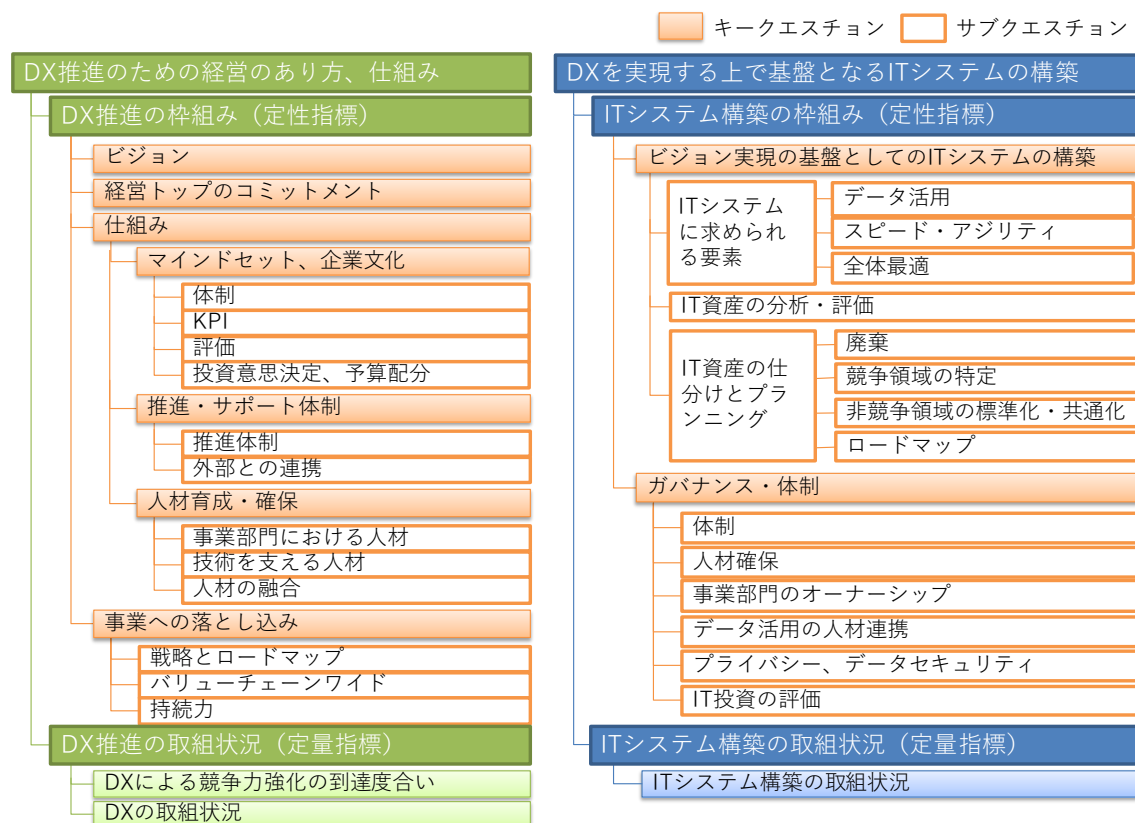 キークエスチョン
サブクエスチョン
DX推進のための経営のあり方、仕組み
DX推進の枠組み（定性指標）
ビジョン
経営トップのコミットメント
仕組み
マインドセット、企業文化
体制
KPI
評価
投資意思決定、予算配分
推進・サポート体制
推進体制
外部との連携
人材育成・確保
事業部門における人材
技術を支える人材
人材の融合
事業への落とし込み
戦略とロードマップ
バリューチェーンワイド
持続力
DX推進の取組状況（定量指標）
DXによる競争力強化の到達度合い
DXの取組状況
DXを実現する上で基盤となるITシステムの構築
ITシステム構築の枠組み（定性指標）
ビジョン実現の基盤としてのITシステムの構築
ITシステム
に求められ
る要素
データ活用
スピード・アジリティ
全体最適
IT資産の分析・評価
IT資産の仕
分けとプラ
ンニング
廃棄
競争領域の特定
非競争領域の標準化・共通化
ロードマップ
ガバナンス・体制
体制
人材確保
事業部門のオーナーシップ
データ活用の人材連携
プライバシー、データセキュリティ
IT投資の評価
ITシステム構築の取組状況（定量指標）
ITシステム構築の取組状況